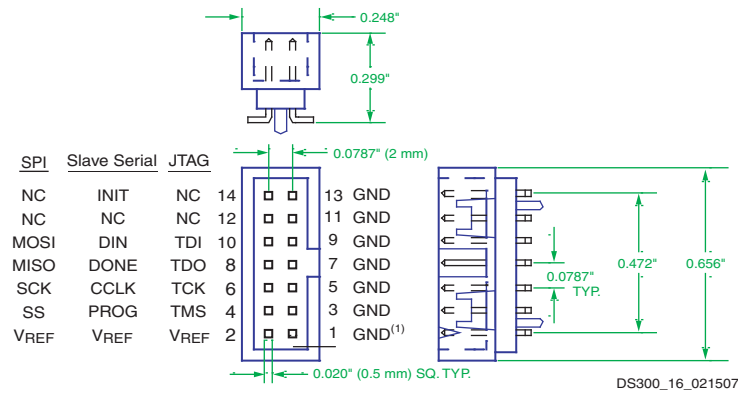 0.248"
0.299"
0.0787" (2 mm)
SPI Slave Serial JTAG
NC INIT NC 14 13 GND
NC NC NC 12 11 GND
MOSI DIN TDI 10 9 GND
MISO DONE TDO 8 7 GND
SCK CCLK TCK 6 5 GND
SS PROG TMS 4 3 GND
VREF VREF VREF 2 1 GND(1)
0.0787"
TYP.
0.472"
0.656"
0.020" (0.5 mm) SQ. TYP.
DS300_16_021507